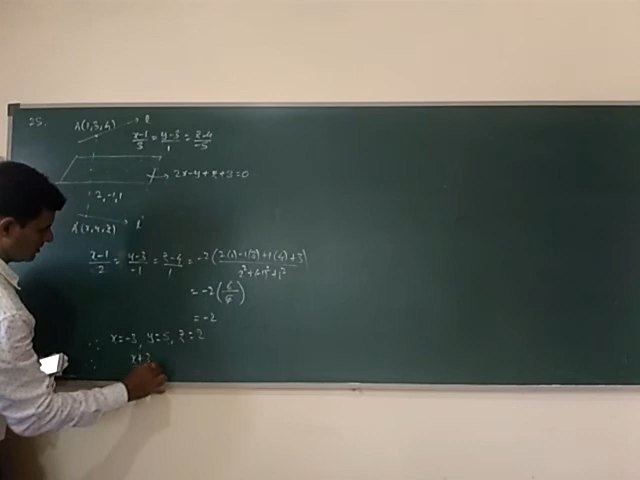 25.
A(1,3,4) l
x-1/3 = y-3/1 = z-4/-5
2x-y+z+3=0
2,-1,1
A'(x,y,z) l'
x-1/2 = y-3/-1 = z-4/1 = -2(2(1)-1(3)+1(4)+3/2²+(-1)²+1²)
= -2(6/6)
= -2
∴ x=-3, y=5, z=2
∴ x+3